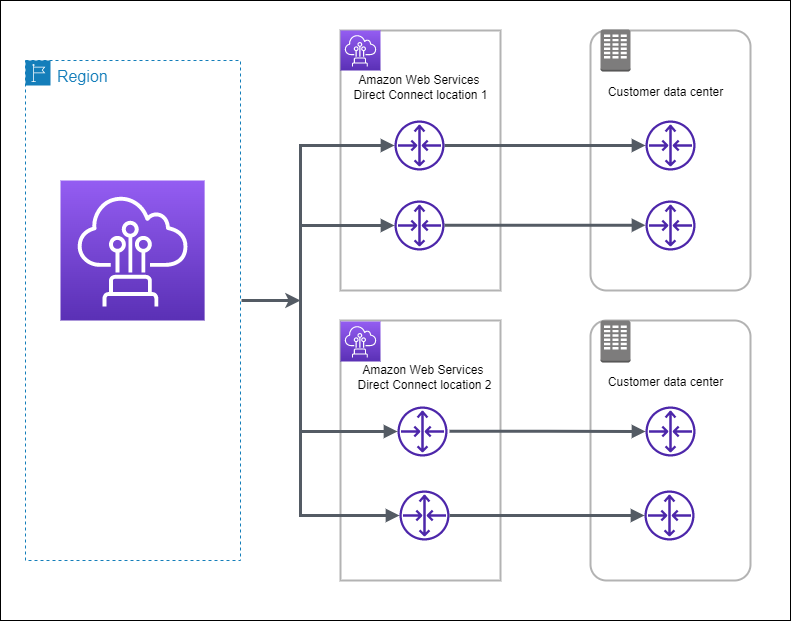 Region
Amazon Web Services
Direct Connect location 1
Customer data center
Amazon Web Services
Direct Connect location 2
Customer data center